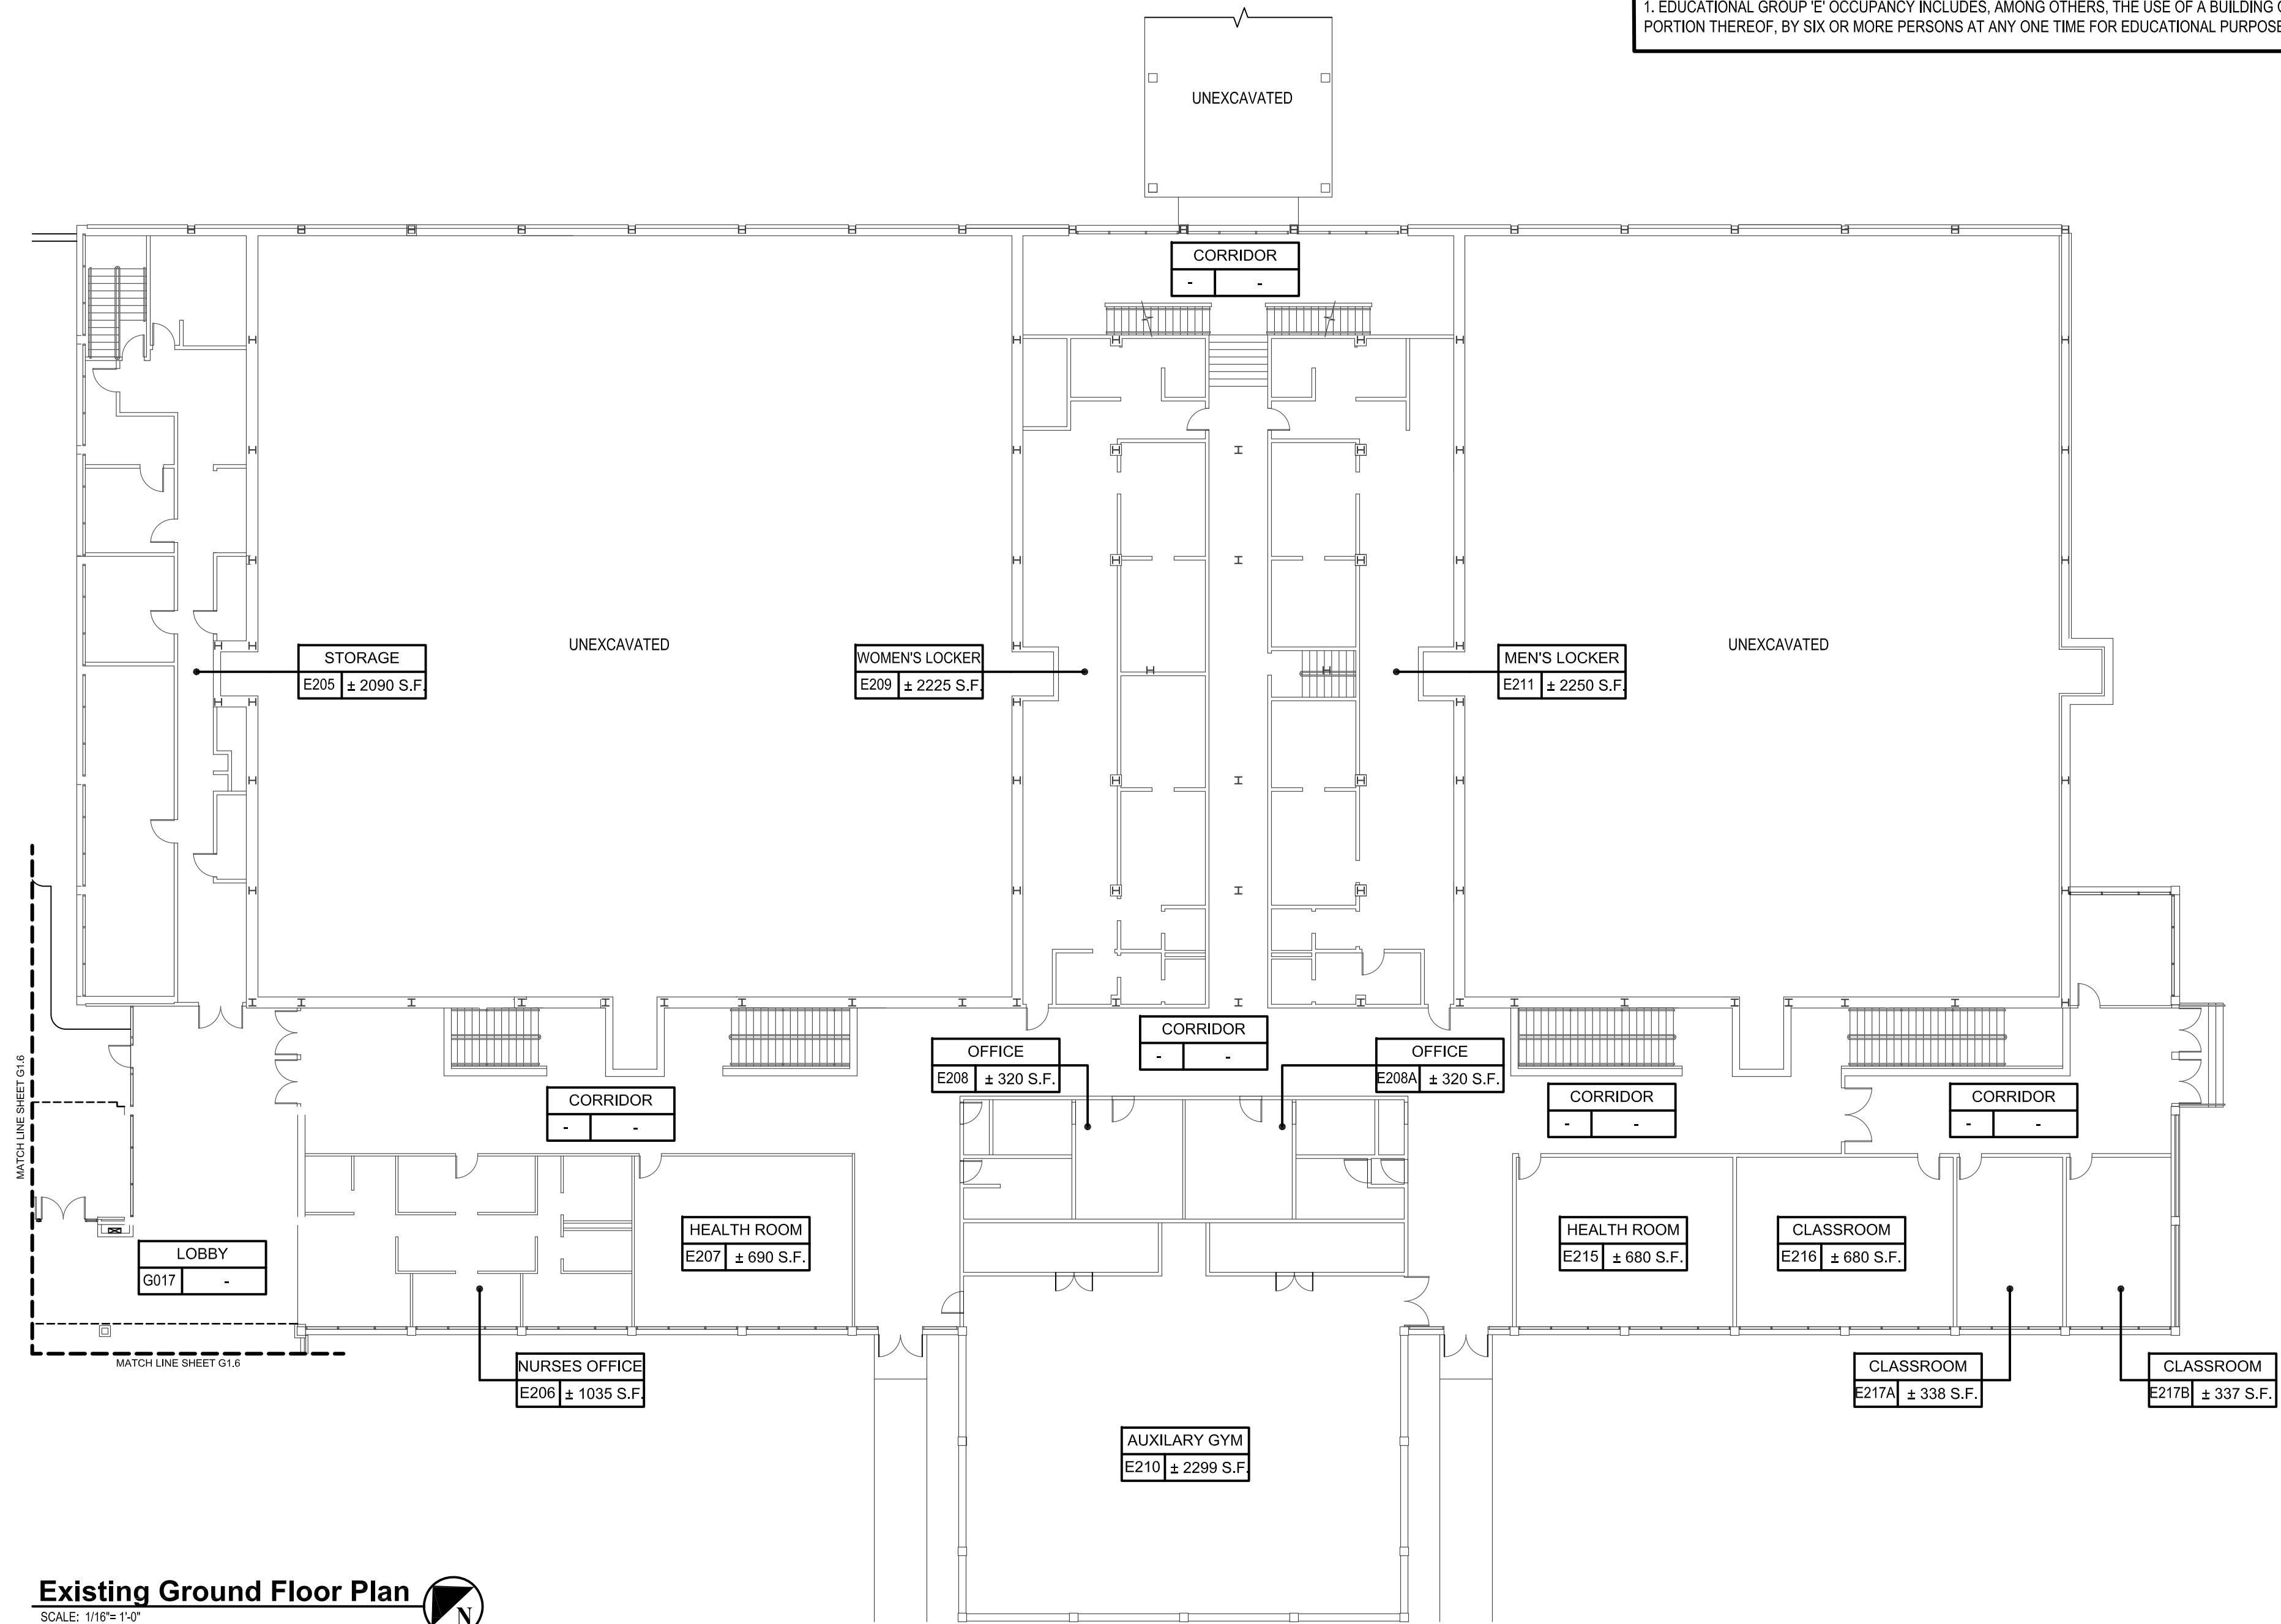 1. EDUCATIONAL GROUP 'E' OCCUPANCY INCLUDES, AMONG OTHERS, THE USE OF A BUILDING
PORTION THEREOF, BY SIX OR MORE PERSONS AT ANY ONE TIME FOR EDUCATIONAL PURPOSE
UNEXCAVATED
CORRIDOR
- -
UNEXCAVATED
UNEXCAVATED
STORAGE
E205 ± 2090 S.F.
WOMEN'S LOCKER
E209 ± 2225 S.F.
MEN'S LOCKER
E211 ± 2250 S.F.
CORRIDOR
- -
OFFICE
E208 ± 320 S.F.
OFFICE
E208A ± 320 S.F.
CORRIDOR
- -
CORRIDOR
- -
CORRIDOR
- -
MATCH LINE SHEET G1.6
LOBBY
G017 -
HEALTH ROOM
E207 ± 690 S.F.
HEALTH ROOM
E215 ± 680 S.F.
CLASSROOM
E216 ± 680 S.F.
MATCH LINE SHEET G1.6
NURSES OFFICE
E206 ± 1035 S.F.
CLASSROOM
E217A ± 338 S.F.
CLASSROOM
E217B ± 337 S.F.
AUXILARY GYM
E210 ± 2299 S.F.
Existing Ground Floor Plan
SCALE: 1/16"= 1'-0"
N